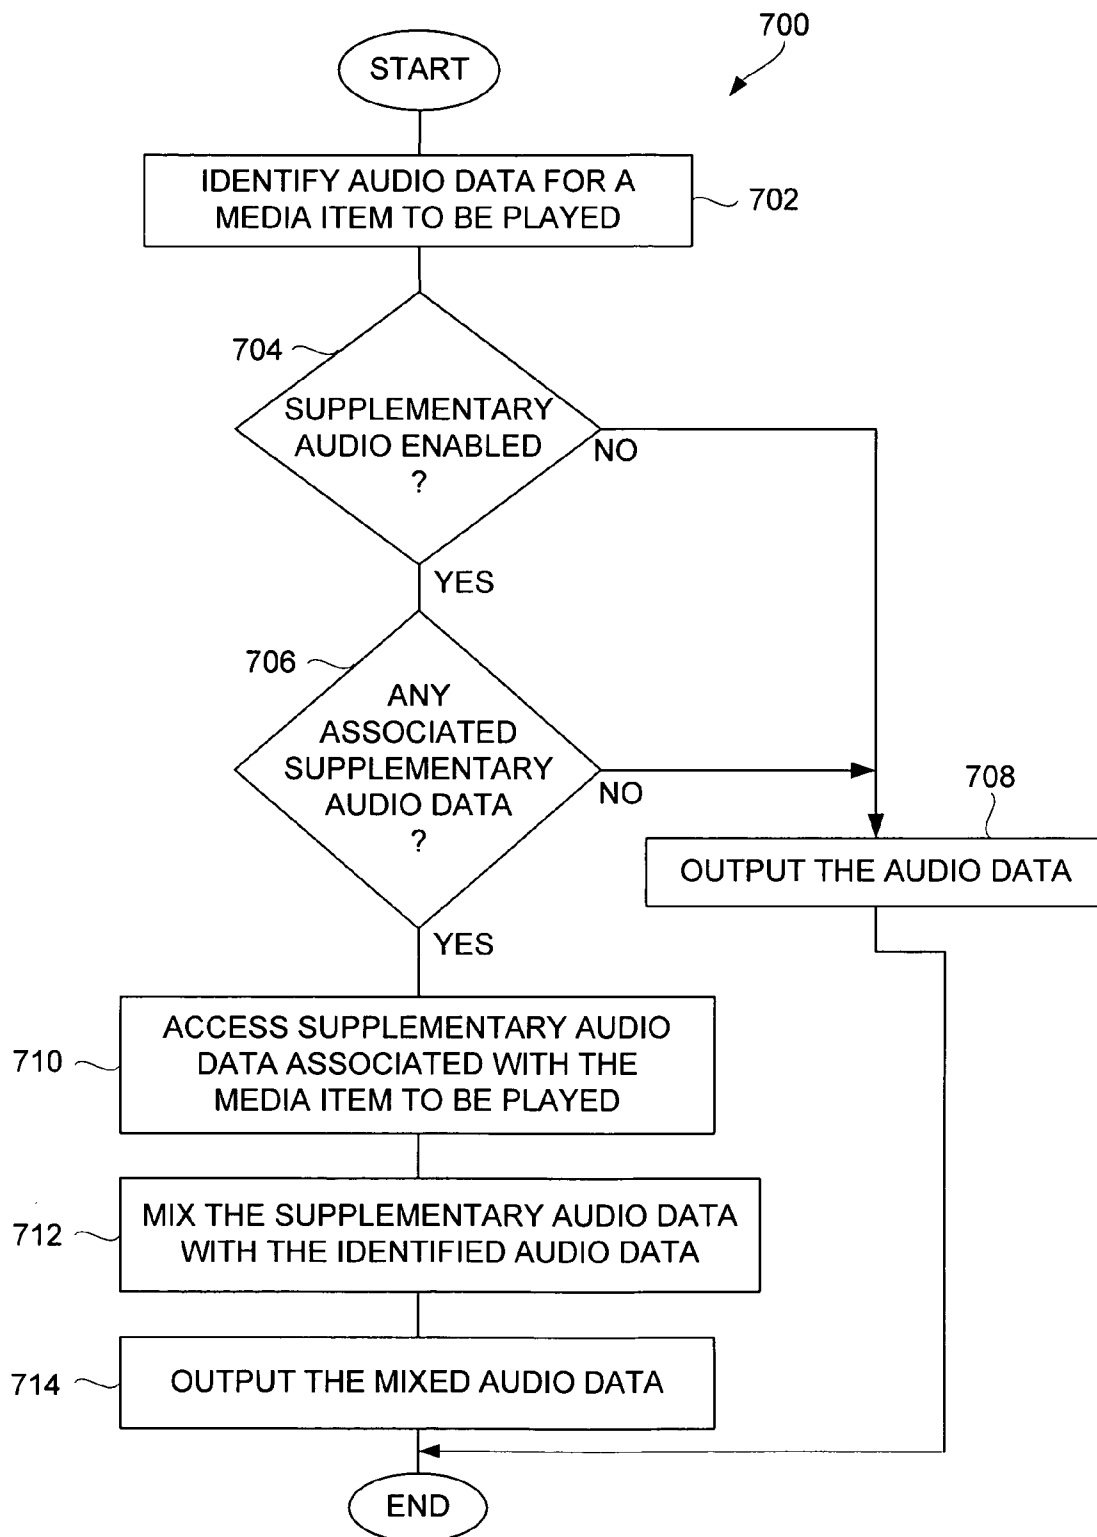 700
START
IDENTIFY AUDIO DATA FOR A
MEDIA ITEM TO BE PLAYED
702
704
SUPPLEMENTARY
AUDIO ENABLED
?
NO
YES
706
ANY
ASSOCIATED
SUPPLEMENTARY
AUDIO DATA
?
NO
708
OUTPUT THE AUDIO DATA
YES
710
ACCESS SUPPLEMENTARY AUDIO
DATA ASSOCIATED WITH THE
MEDIA ITEM TO BE PLAYED
712
MIX THE SUPPLEMENTARY AUDIO DATA
WITH THE IDENTIFIED AUDIO DATA
714
OUTPUT THE MIXED AUDIO DATA
END